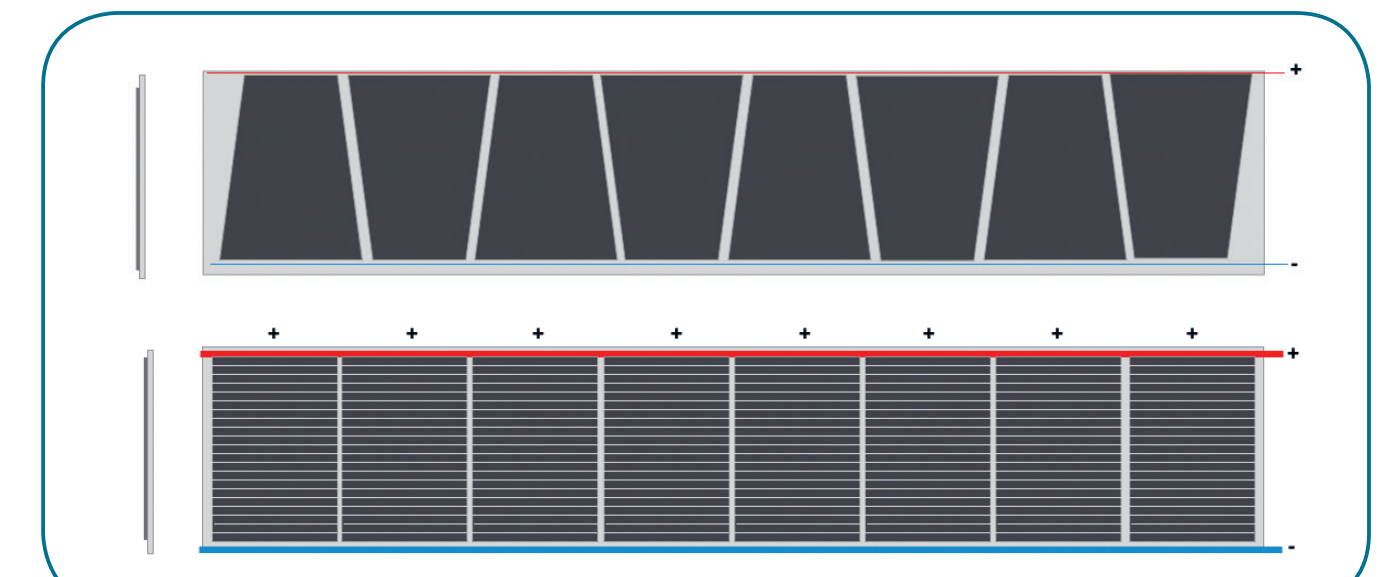 +
-
+ + + + + + + +
+
-